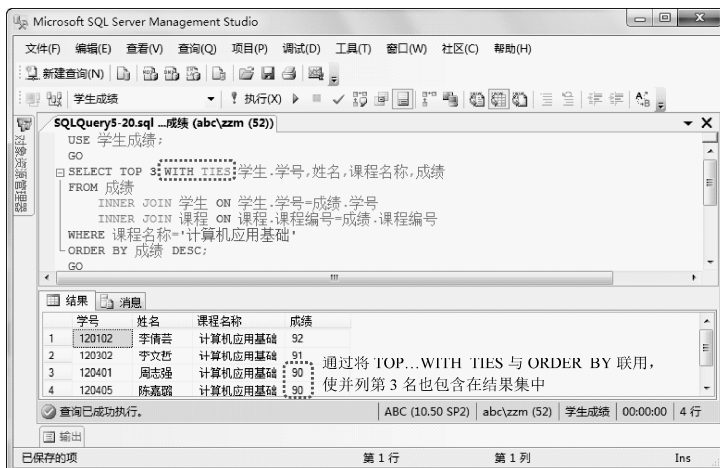 Microsoft SQL Server Management Studio
文件(F) 编辑(E) 查看(V) 查询(Q) 项目(P) 调试(D) 工具(T) 窗口(W) 社区(C) 帮助(H)
新建查询(N)
学生成绩 执行(X)
对象资源管理器
SQLQuery5-20.sql ...成绩 (abc\zzm (52))
USE 学生成绩;
GO
SELECT TOP 3 WITH TIES 学生.学号,姓名,课程名称,成绩
FROM 成绩
INNER JOIN 学生 ON 学生.学号=成绩.学号
INNER JOIN 课程 ON 课程.课程编号=成绩.课程编号
WHERE 课程名称='计算机应用基础'
ORDER BY 成绩 DESC;
GO
结果 消息
学号 姓名 课程名称 成绩
1 120102 李倩芸 计算机应用基础 92
2 120302 李文哲 计算机应用基础 91
3 120401 周志强 计算机应用基础 90
4 120405 陈嘉璐 计算机应用基础 90
通过将 TOP…WITH TIES 与 ORDER BY 联用，
使并列第 3 名也包含在结果集中
查询已成功执行。 ABC (10.50 SP2) abc\zzm (52) 学生成绩 00:00:00 4 行
输出
已保存的项 第 1 行 第 1 列 Ins